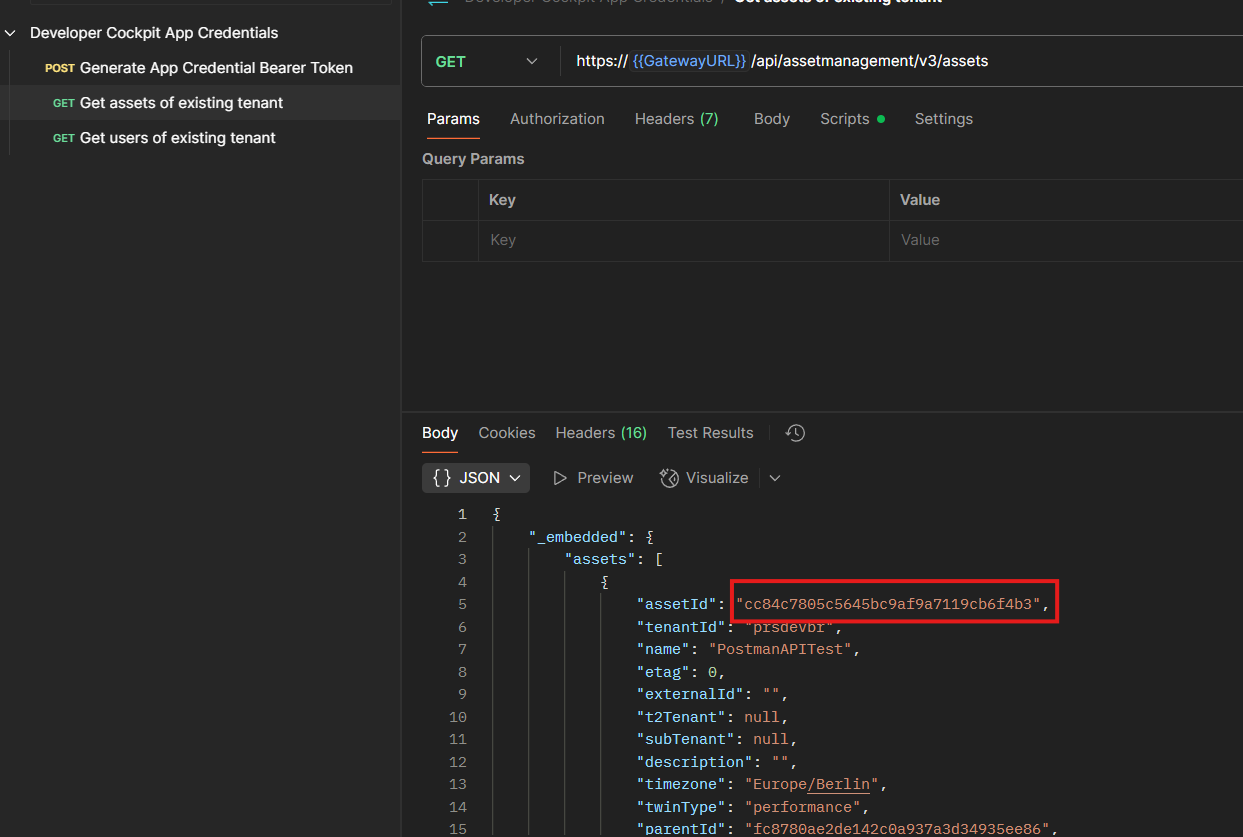 Developer Cockpit App Credentials / Get assets of existing tenant
Developer Cockpit App Credentials
POST Generate App Credential Bearer Token
GET Get assets of existing tenant
GET Get users of existing tenant
GET https:// {{GatewayURL}} /api/assetmanagement/v3/assets
Params Authorization Headers (7) Body Scripts Settings
Query Params
Key Value
Key Value
Body Cookies Headers (16) Test Results
{} JSON Preview Visualize
1 {
2 "_embedded": {
3 "assets": [
4 {
5 "assetId": "cc84c7805c5645bc9af9a7119cb6f4b3",
6 "tenantId": "prsdevbr",
7 "name": "PostmanAPITest",
8 "etag": 0,
9 "externalId": "",
10 "t2Tenant": null,
11 "subTenant": null,
12 "description": "",
13 "timezone": "Europe/Berlin",
14 "twinType": "performance",
15 "parentId": "fc8780ae2de142c0a937a3d34935ee86",